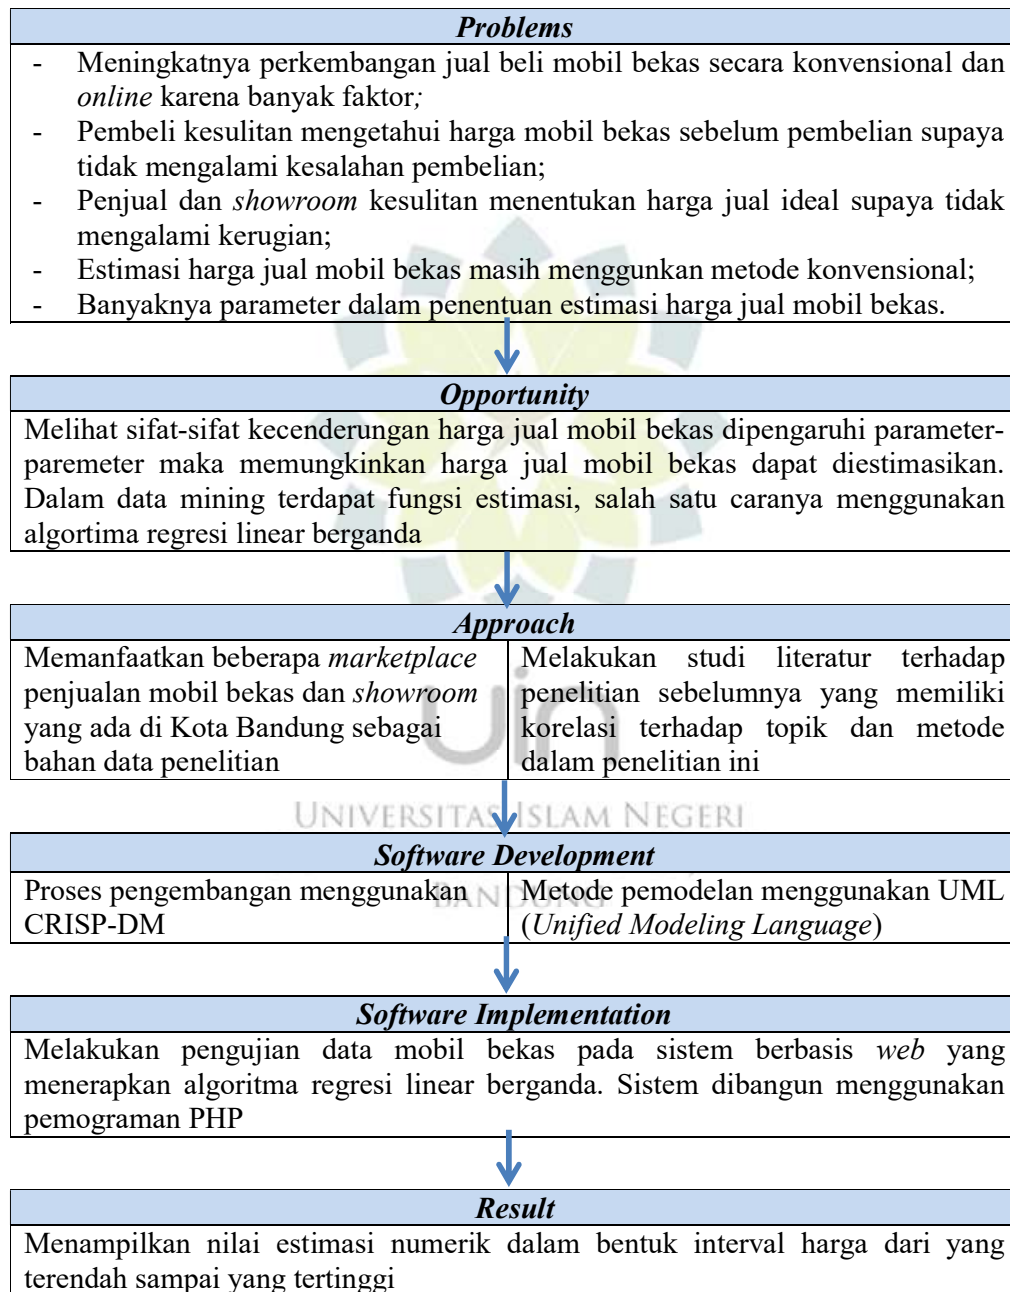 Problems
- Meningkatnya perkembangan jual beli mobil bekas secara konvensional dan
online karena banyak faktor;
- Pembeli kesulitan mengetahui harga mobil bekas sebelum pembelian supaya
tidak mengalami kesalahan pembelian;
- Penjual dan showroom kesulitan menentukan harga jual ideal supaya tidak
mengalami kerugian;
- Estimasi harga jual mobil bekas masih menggunkan metode konvensional;
- Banyaknya parameter dalam penentuan estimasi harga jual mobil bekas.
Opportunity
Melihat sifat-sifat kecenderungan harga jual mobil bekas dipengaruhi parameter-
paremeter maka memungkinkan harga jual mobil bekas dapat diestimasikan.
Dalam data mining terdapat fungsi estimasi, salah satu caranya menggunakan
algortima regresi linear berganda
Approach
Memanfaatkan beberapa marketplace
penjualan mobil bekas dan showroom
yang ada di Kota Bandung sebagai
bahan data penelitian
Melakukan studi literatur terhadap
penelitian sebelumnya yang memiliki
korelasi terhadap topik dan metode
dalam penelitian ini
uin
UNIVERSITAS ISLAM NEGERI
Software Development
Proses pengembangan menggunakan
CRISP-DM
Metode pemodelan menggunakan UML
(Unified Modeling Language)
BANDUNG
Software Implementation
Melakukan pengujian data mobil bekas pada sistem berbasis web yang
menerapkan algoritma regresi linear berganda. Sistem dibangun menggunakan
pemograman PHP
Result
Menampilkan nilai estimasi numerik dalam bentuk interval harga dari yang
terendah sampai yang tertinggi